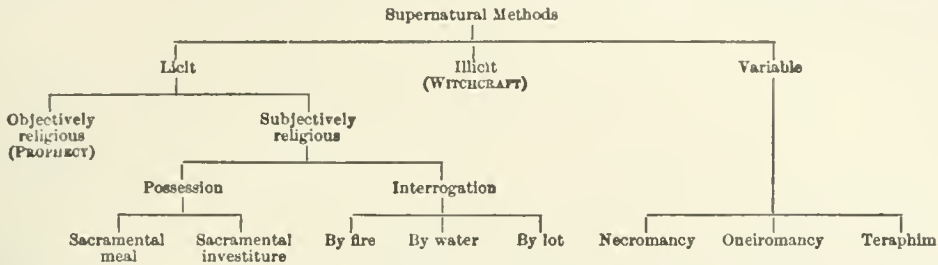 Supernatural Methods
Licit
Illicit
(WITCHCRAFT)
Variable
Objectively
religious
(PROPHECY)
Subjectively
religious
Possession
Interrogation
Sacramental
meal
Sacramental
investiture
By fire
By water
By lot
Necromancy
Oneiromancy
Teraphim